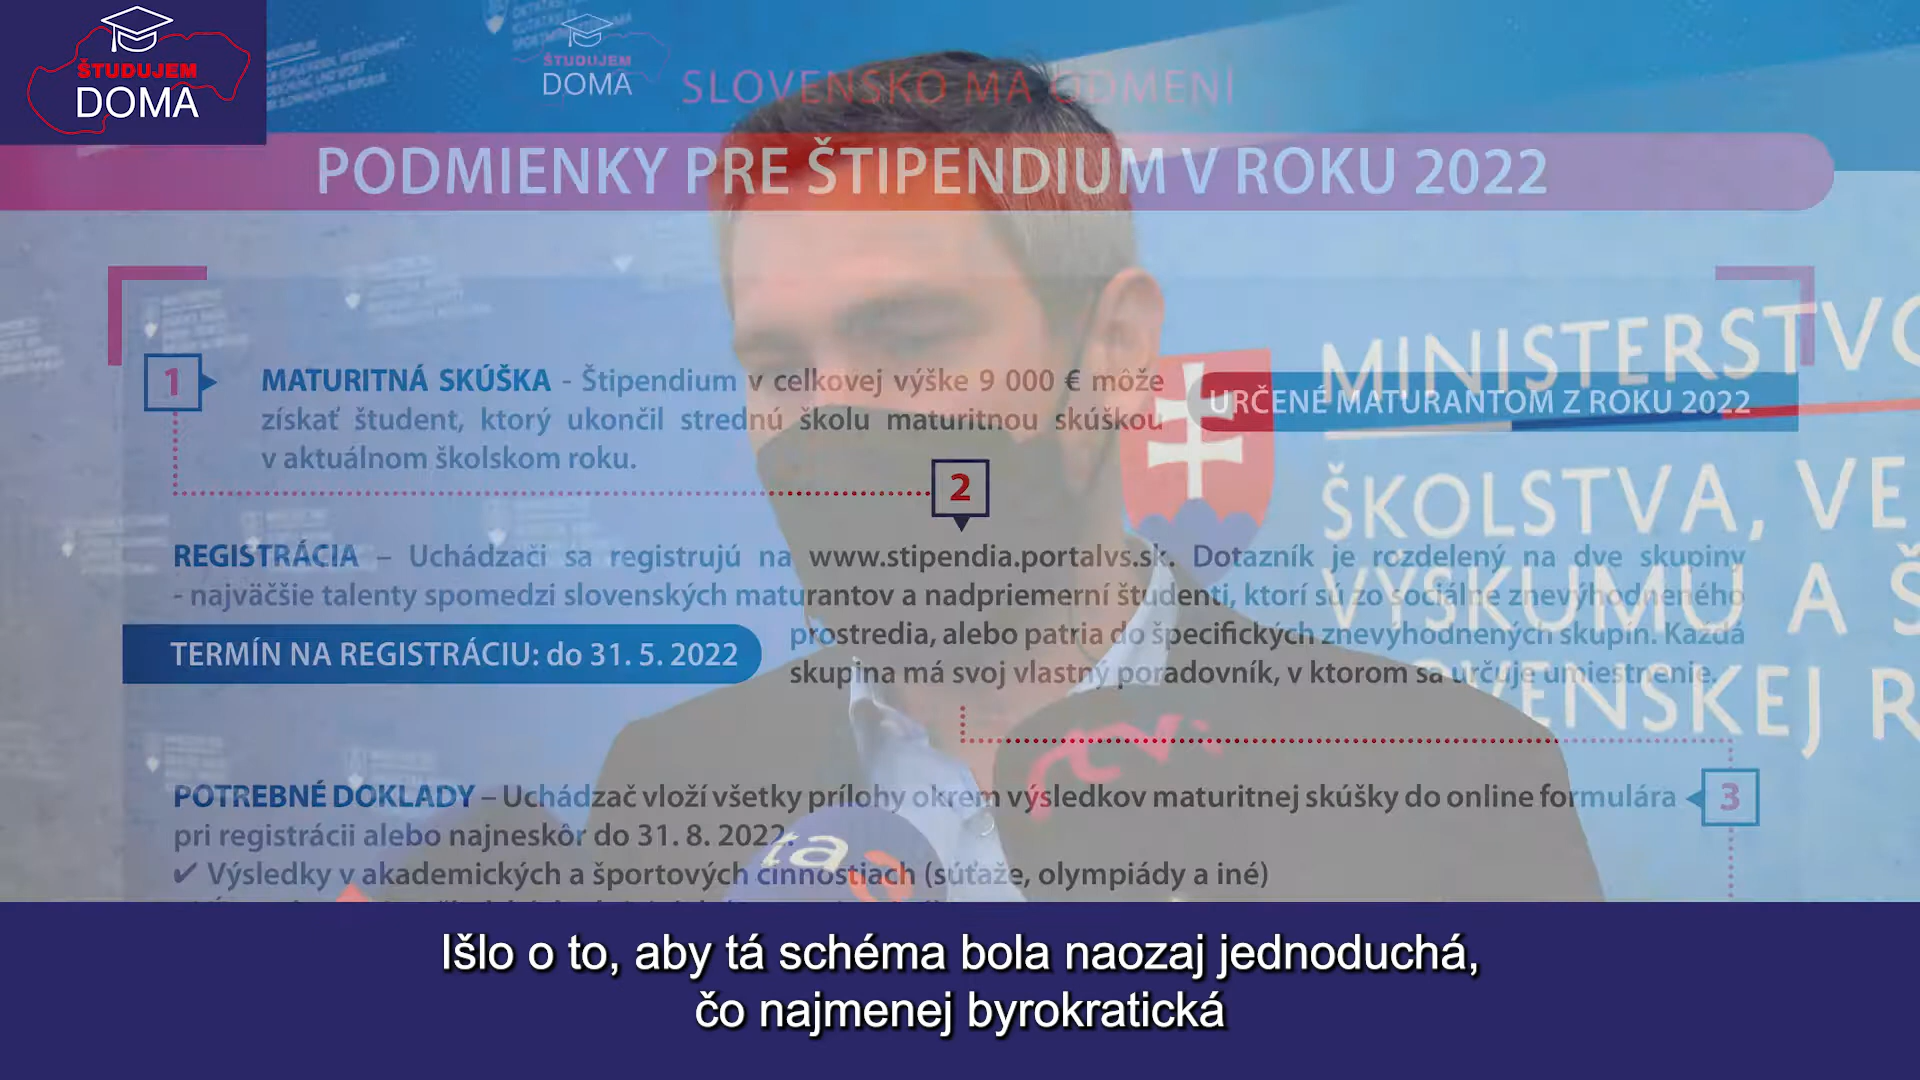 ŠTUDUJEM
DOMA
ŠTUDUJEM
DOMA
SLOVENSKO MA ODMENÍ
PODMIENKY PRE ŠTIPENDIUM V ROKU 2022
1
MATURITNÁ SKÚŠKA - Štipendium v celkovej výške 9 000 € môže
získať študent, ktorý ukončil strednú školu maturitnou skúškou
v aktuálnom školskom roku.
URČENÉ MATURANTOM Z ROKU 2022
MINISTERSTVO
ŠKOLSTVA, VE
VÝSKUMU A Š
VENSKEJ R
2
REGISTRÁCIA – Uchádzači sa registrujú na www.stipendia.portalvs.sk. Dotazník je rozdelený na dve skupiny
- najväčšie talenty spomedzi slovenských maturantov a nadpriemerní študenti, ktorí sú zo sociálne znevýhodneného
prostredia, alebo patria do špecifických znevýhodnených skupín. Každá
skupina má svoj vlastný poradovník, v ktorom sa určuje umiestnenie.
TERMÍN NA REGISTRÁCIU: do 31. 5. 2022
rtvs
POTREBNÉ DOKLADY – Uchádzač vloží všetky prílohy okrem výsledkov maturitnej skúšky do online formulára
3
pri registrácii alebo najneskôr do 31. 8. 2022.
ta
✔ Výsledky v akademických a športových činnostiach (súťaže, olympiády a iné)
Išlo o to, aby tá schéma bola naozaj jednoduchá,
čo najmenej byrokratická